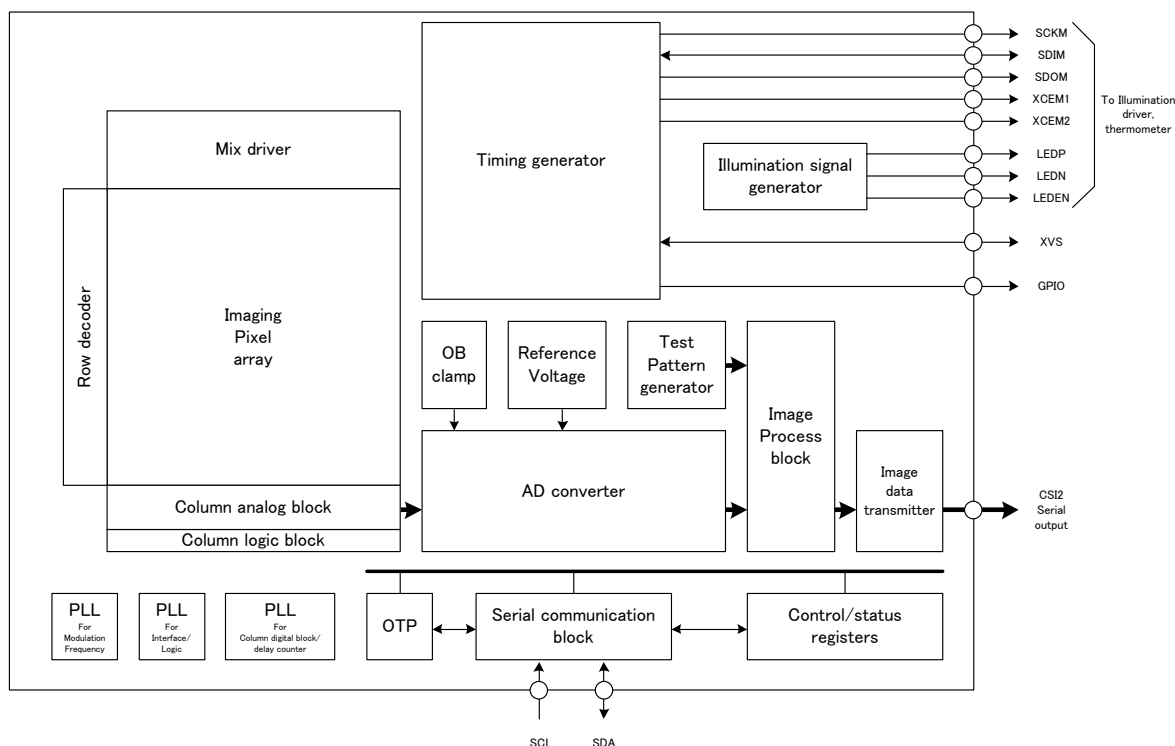 SCKM
SDIM
SDOM
XCEM1
XCEM2
To Illumination
driver,
thermometer
Mix driver
Timing generator
Illumination signal
generator
LEDP
LEDN
LEDEN
XVS
GPIO
Row decoder
Imaging
Pixel
array
OB
clamp
Reference
Voltage
Test
Pattern
generator
Image
Process
block
AD converter
Image
data
transmitter
CSI2
Serial
output
Column analog block
Column logic block
PLL
For
Modulation
Frequency
PLL
For
Interface/
Logic
PLL
For
Column digital block/
delay counter
OTP
Serial communication
block
Control/status
registers
SCL
SDA